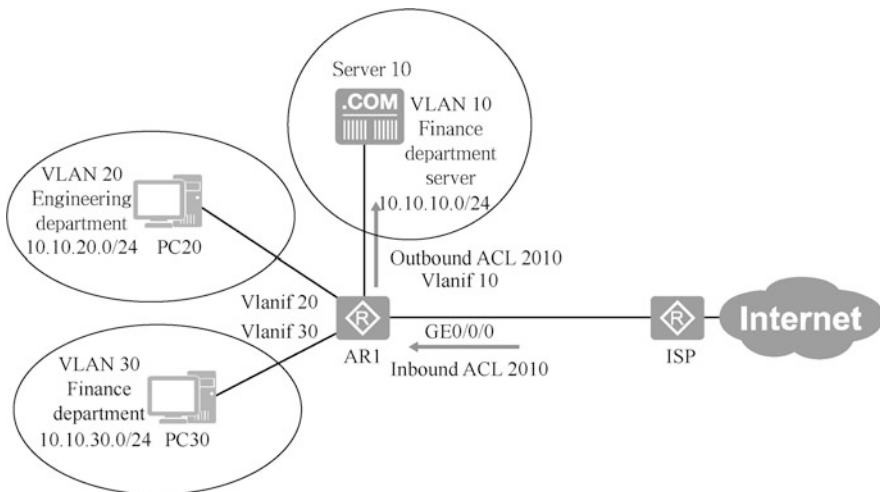 Server 10
.COM
VLAN 10
Finance
department
server
10.10.10.0/24
VLAN 20
Engineering
department
10.10.20.0/24 PC20
Outbound ACL 2010
Vlanif 10
Vlanif 20
Vlanif 30
R
AR1
GE0/0/0
Inbound ACL 2010
R
ISP
Internet
VLAN 30
Finance
department
10.10.30.0/24 PC30